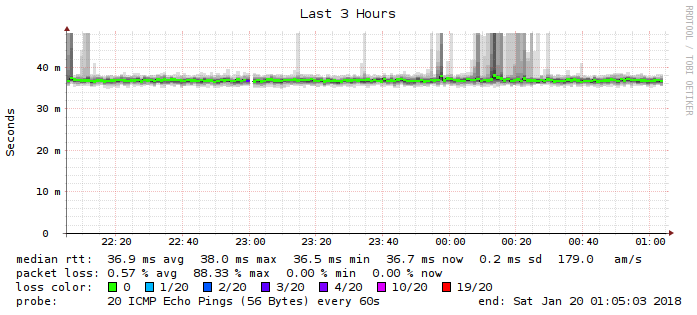 Last 3 Hours
RRDTOOL / TOBI OETIKER
Seconds
40 m
30 m
20 m
10 m
0
22:20 22:40 23:00 23:20 23:40 00:00 00:20 00:40 01:00
median rtt: 36.9 ms avg 38.0 ms max 36.5 ms min 36.7 ms now 0.2 ms sd 179.0 am/s
packet loss: 0.57 % avg 88.33 % max 0.00 % min 0.00 % now
loss color: 0 1/20 2/20 3/20 4/20 10/20 19/20
probe: 20 ICMP Echo Pings (56 Bytes) every 60s end: Sat Jan 20 01:05:03 2018